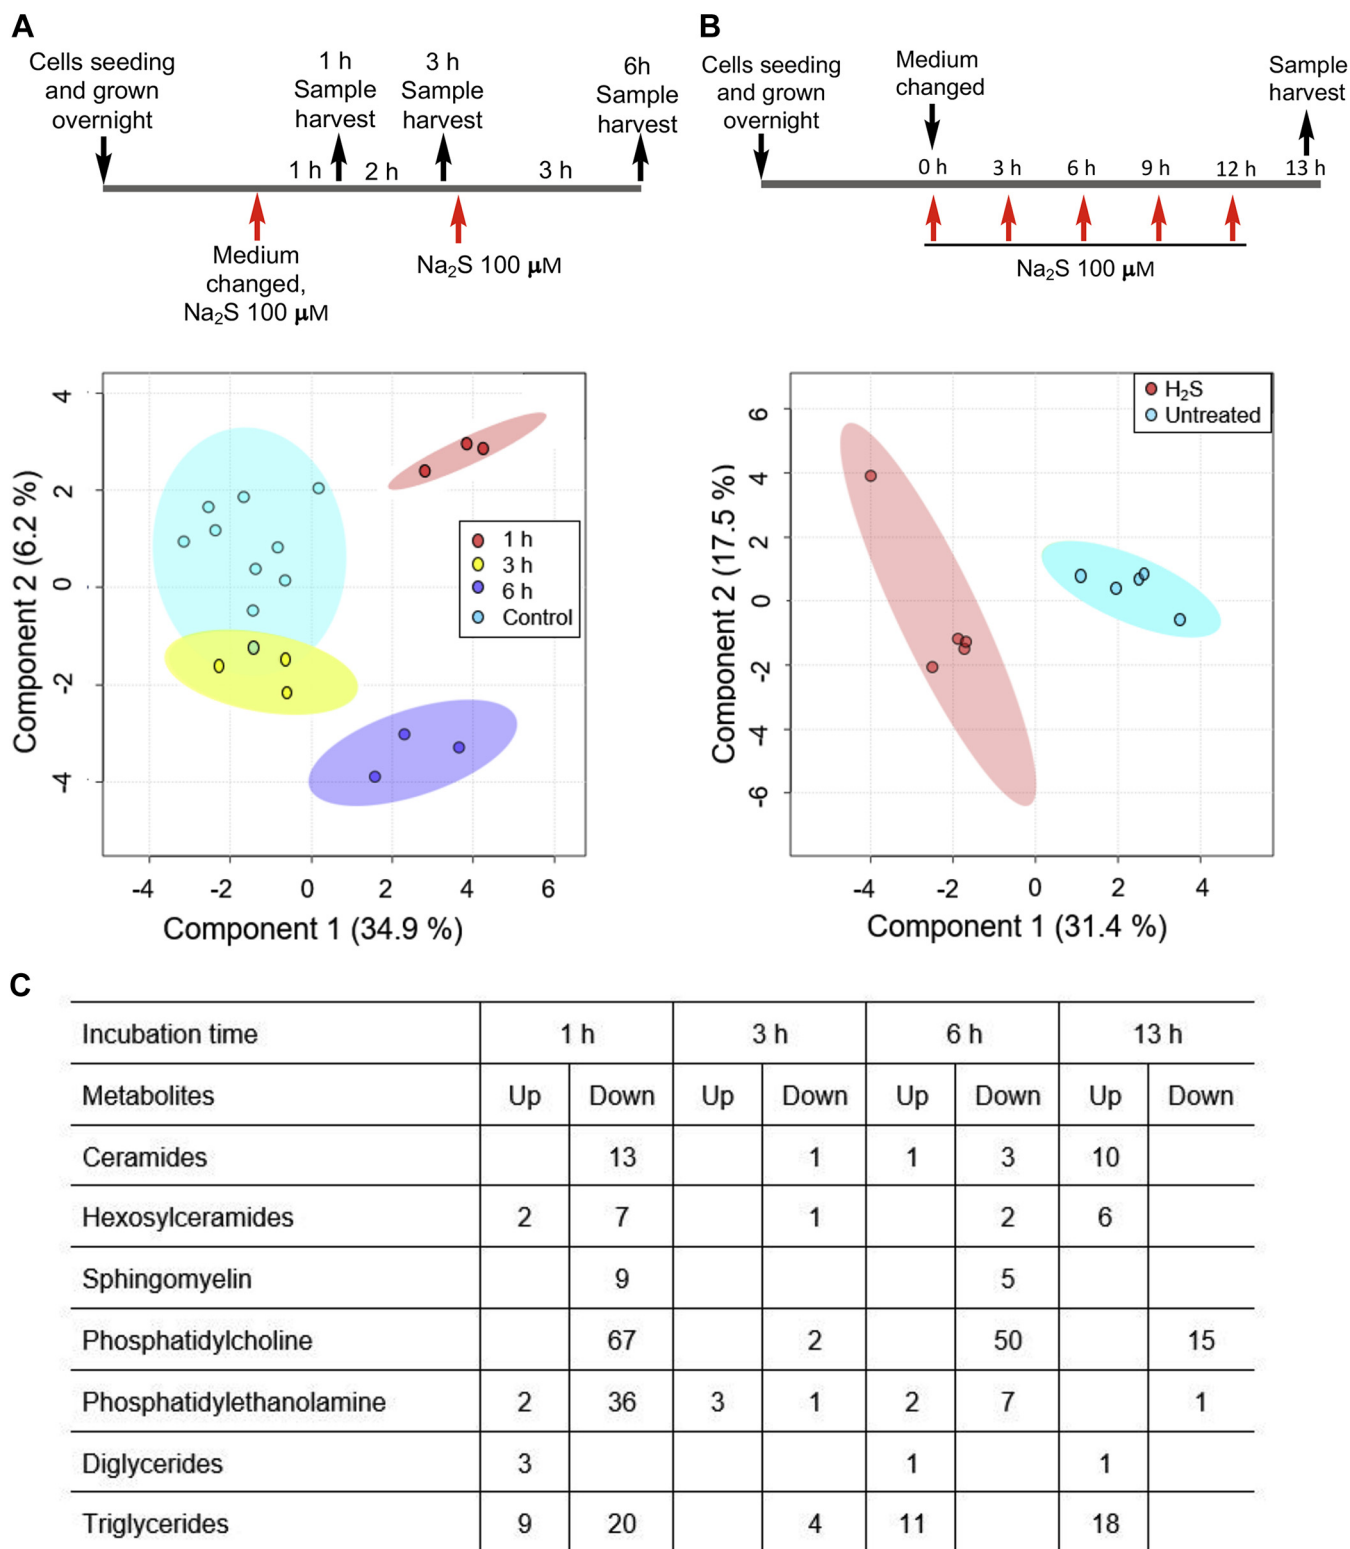 A
Cells seeding
and grown
overnight
1 h
Sample
harvest
3 h
Sample
harvest
6h
Sample
harvest
1 h
2 h
3 h
Medium
changed,
Na₂S 100 µM
Na₂S 100 µM
4
2
0
-2
-4
Component 2 (6.2 %)
1 h
3 h
6 h
Control
-4
-2
0
2
4
6
Component 1 (34.9 %)
B
Cells seeding
and grown
overnight
Medium
changed
Sample
harvest
0 h
3 h
6 h
9 h
12 h
13 h
Na₂S 100 µM
6
4
2
0
-2
-4
-6
Component 2 (17.5 %)
H₂S
Untreated
-4
-2
0
2
4
Component 1 (31.4 %)
C
Incubation time 1 h 3 h 6 h 13 h
Metabolites Up Down Up Down Up Down Up Down
Ceramides 13 1 1 3 10
Hexosylceramides 2 7 1 2 6
Sphingomyelin 9 5
Phosphatidylcholine 67 2 50 15
Phosphatidylethanolamine 2 36 3 1 2 7 1
Diglycerides 3 1 1
Triglycerides 9 20 4 11 18